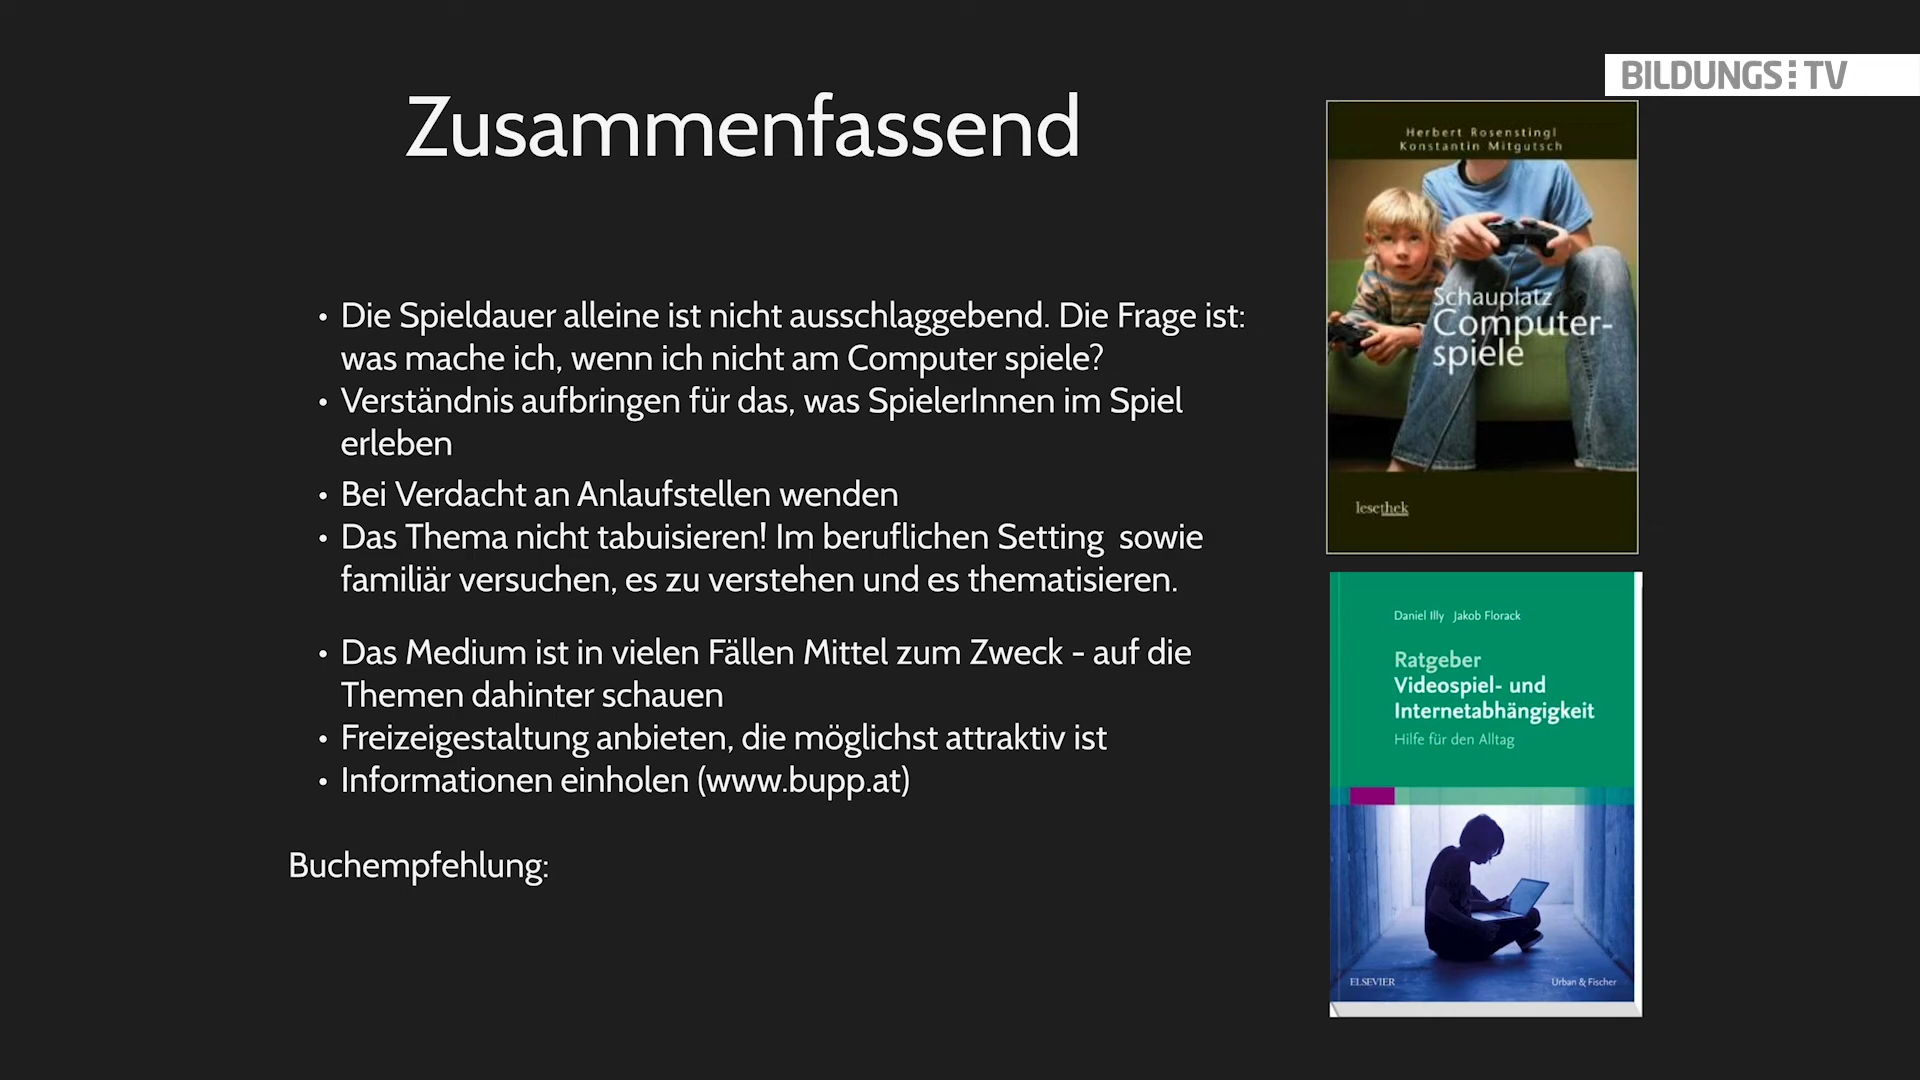 BILDUNGS:TV
Zusammenfassend
• Die Spieldauer alleine ist nicht ausschlaggebend. Die Frage ist:
was mache ich, wenn ich nicht am Computer spiele?
• Verständnis aufbringen für das, was SpielerInnen im Spiel
erleben
• Bei Verdacht an Anlaufstellen wenden
• Das Thema nicht tabuisieren! Im beruflichen Setting  sowie
familiär versuchen, es zu verstehen und es thematisieren.
• Das Medium ist in vielen Fällen Mittel zum Zweck - auf die
Themen dahinter schauen
• Freizeigestaltung anbieten, die möglichst attraktiv ist
• Informationen einholen (www.bupp.at)
Buchempfehlung:
Herbert Rosenstingl
Konstantin Mitgutsch
Schauplatz
Computer-
spiele
lesethek
Daniel Illy Jakob Florack
Ratgeber
Videospiel- und
Internetabhängigkeit
Hilfe für den Alltag
ELSEVIER
Urban & Fischer